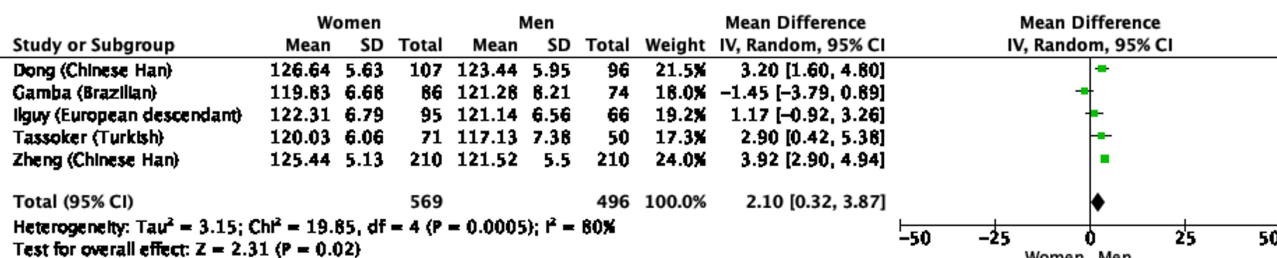 Women Men Mean Difference Mean Difference
Study or Subgroup Mean SD Total Mean SD Total Weight IV, Random, 95% CI IV, Random, 95% CI
Dong (Chinese Han) 126.64 5.63 107 123.44 5.95 96 21.5% 3.20 [1.60, 4.80]
Gamba (Brazilian) 119.83 6.68 86 121.28 8.21 74 18.0% −1.45 [−3.79, 0.89]
Ilguy (European descendant) 122.31 6.79 95 121.14 6.56 66 19.2% 1.17 [−0.92, 3.26]
Tassoker (Turkish) 120.03 6.06 71 117.13 7.38 50 17.3% 2.90 [0.42, 5.38]
Zheng (Chinese Han) 125.44 5.13 210 121.52 5.5 210 24.0% 3.92 [2.90, 4.94]
Total (95% CI) 569 496 100.0% 2.10 [0.32, 3.87]
Heterogeneity: Tau² = 3.15; Chi² = 19.85, df = 4 (P = 0.0005); I² = 80%
Test for overall effect: Z = 2.31 (P = 0.02)
−50 −25 0 25 50
Women Men